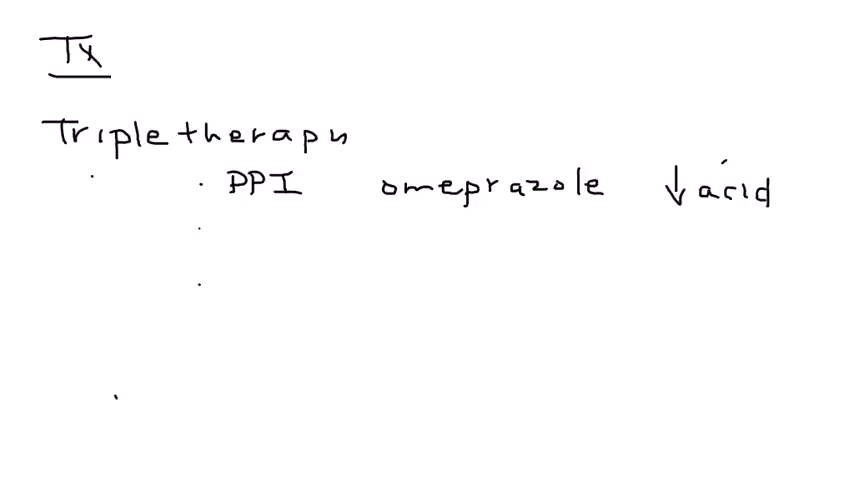 Tx
Triple therapy
· PPI omeprazole ↓ acid